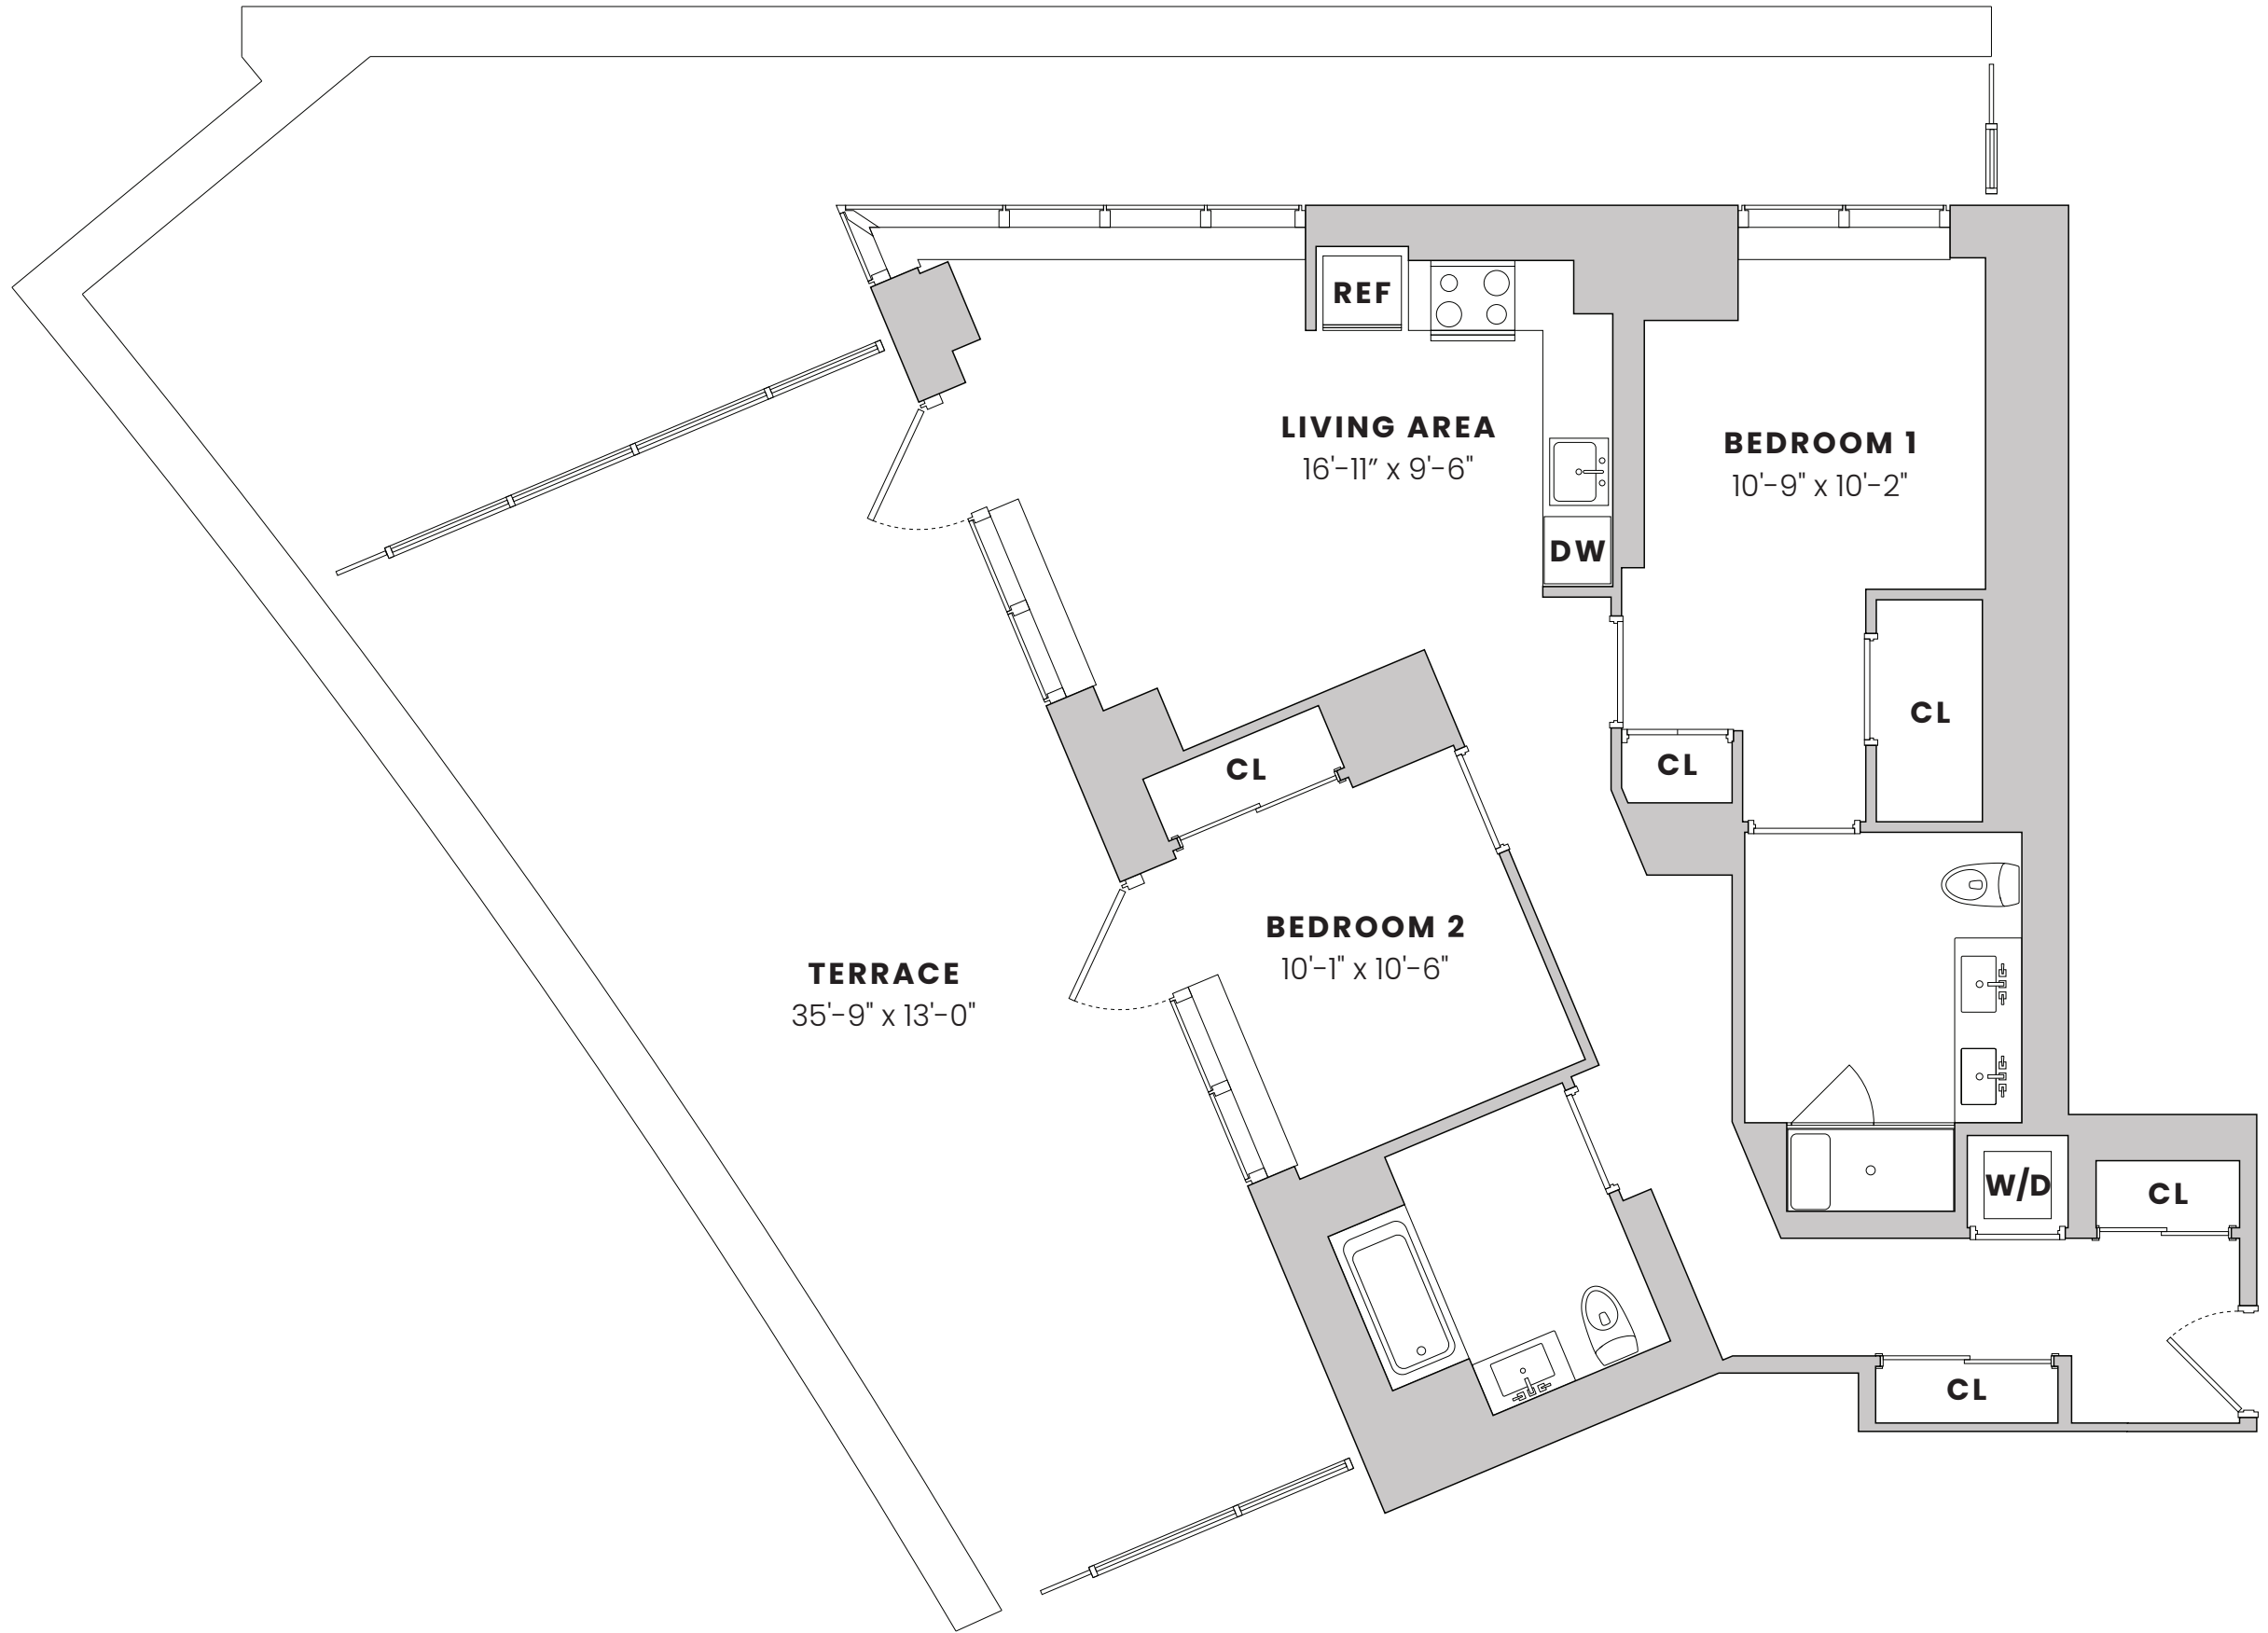 REF
LIVING AREA
16'-11” x 9'-6"
BEDROOM 1
10'-9" x 10'-2"
DW
CL
CL
CL
BEDROOM 2
10'-1" x 10'-6"
TERRACE
35'-9" x 13'-0"
W/D
CL
CL